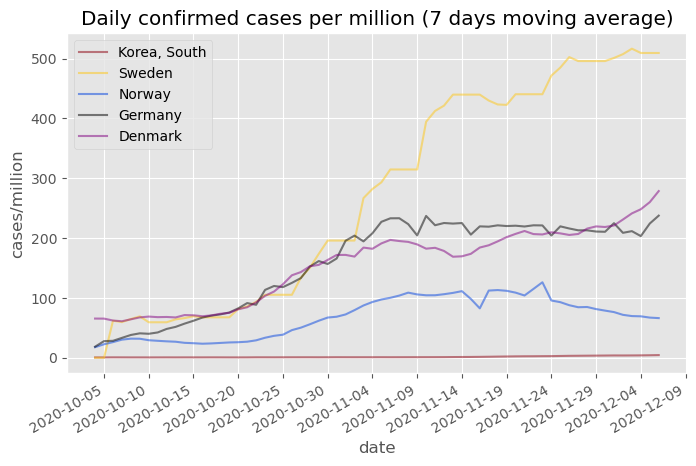 Daily confirmed cases per million (7 days moving average)
Korea, South
Sweden
Norway
Germany
Denmark
500
400
300
200
100
0
cases/million
2020-10-05
2020-10-10
2020-10-15
2020-10-20
2020-10-25
2020-10-30
2020-11-04
2020-11-09
2020-11-14
2020-11-19
2020-11-24
2020-11-29
2020-12-04
2020-12-09
date